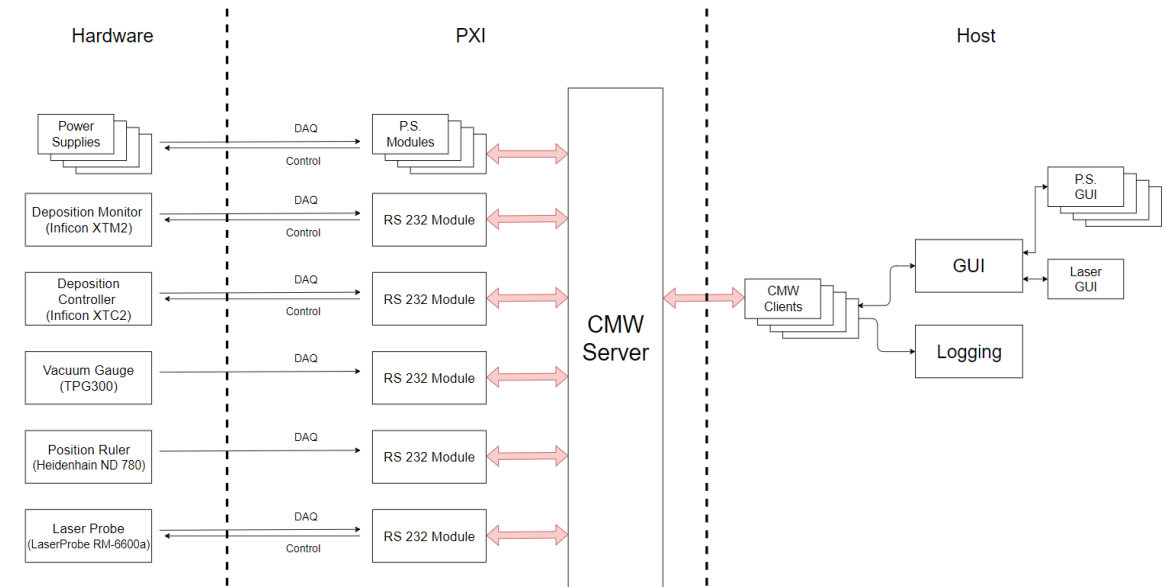 Hardware
PXI
Host
Power
Supplies
DAQ
Control
P.S.
Modules
Deposition Monitor
(Inficon XTM2)
DAQ
Control
RS 232 Module
Deposition
Controller
(Inficon XTC2)
DAQ
Control
RS 232 Module
Vacuum Gauge
(TPG300)
DAQ
RS 232 Module
Position Ruler
(Heidenhain ND 780)
DAQ
RS 232 Module
Laser Probe
(LaserProbe RM-6600a)
DAQ
Control
RS 232 Module
CMW
Server
CMW
Clients
GUI
Logging
P.S.
GUI
Laser
GUI